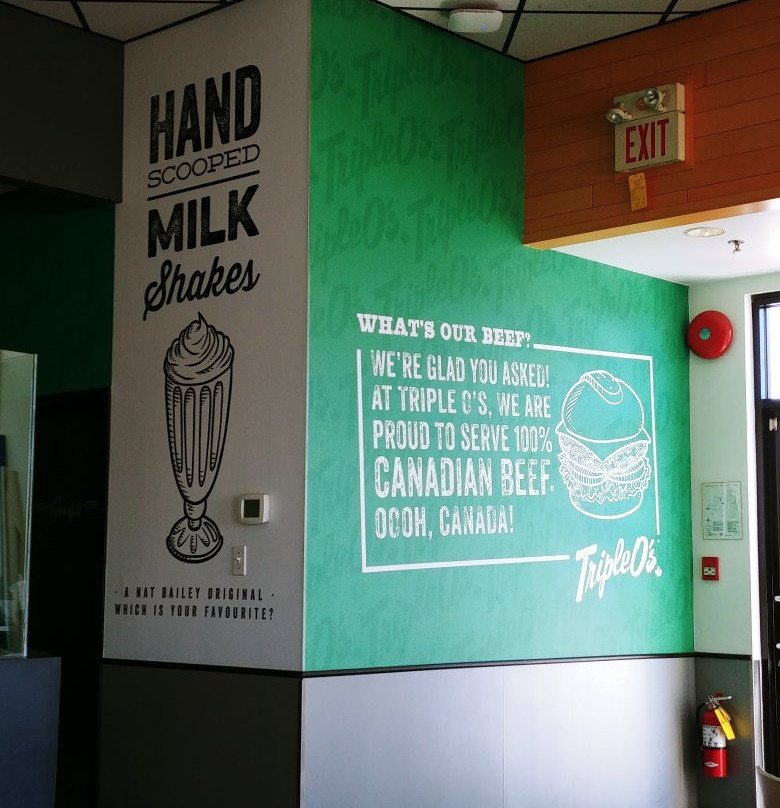 HAND
SCOOPED
MILK
Shakes
· A NAT BAILEY ORIGINAL ·
WHICH IS YOUR FAVOURITE?
WHAT'S OUR BEEF?
WE'RE GLAD YOU ASKED!
AT TRIPLE O'S, WE ARE
PROUD TO SERVE 100%
CANADIAN BEEF.
OOOH, CANADA!
TripleO's
EXIT
Guys